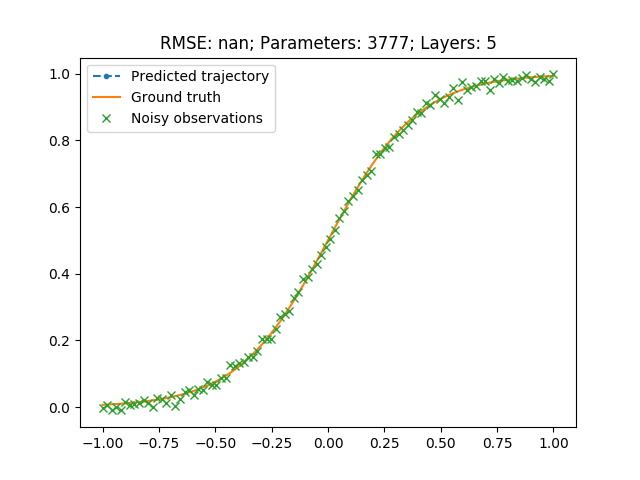 RMSE: nan; Parameters: 3777; Layers: 5
Predicted trajectory
Ground truth
Noisy observations
1.0
0.8
0.6
0.4
0.2
0.0
−1.00 −0.75 −0.50 −0.25 0.00 0.25 0.50 0.75 1.00